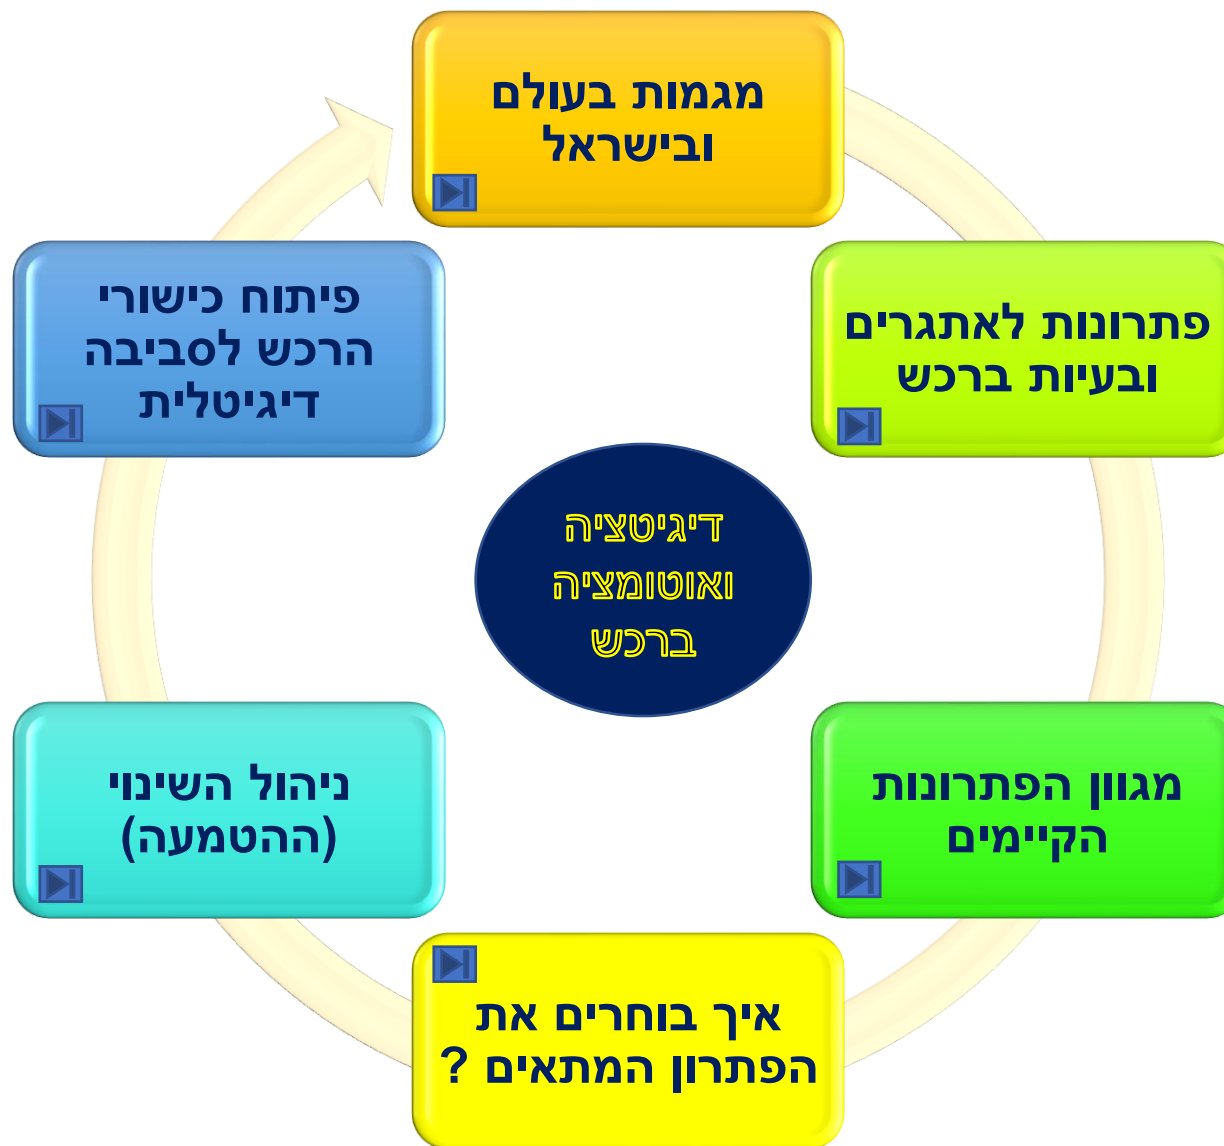 מגמות בעולם
ובישראל
פתרונות לאתגרים
ובעיות ברכש
מגוון הפתרונות
הקיימים
איך בוחרים את
הפתרון המתאים ?
ניהול השינוי
(ההטמעה)
פיתוח כישורי
הרכש לסביבה
דיגיטלית
דיגיטציה
ואוטומציה
ברכש